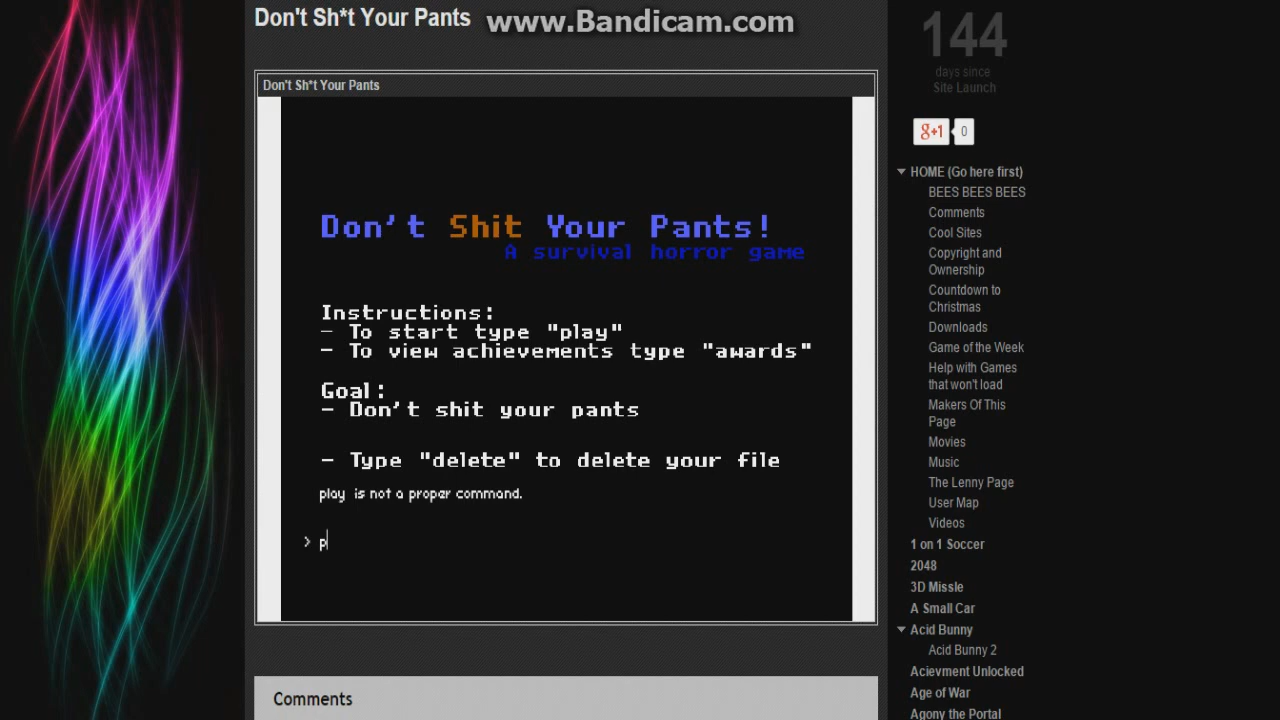 Don't Sh*t Your Pants
www.Bandicam.com
Don't Sh*t Your Pants
Don't Shit Your Pants!
A survival horror game
Instructions:
- To start type "play"
- To view achievements type "awards"
Goal:
- Don't shit your pants
- Type "delete" to delete your file
play is not a proper command.
> p
Comments
144
days since
Site Launch
g+1
0
HOME (Go here first)
BEES BEES BEES
Comments
Cool Sites
Copyright and
Ownership
Countdown to
Christmas
Downloads
Game of the Week
Help with Games
that won't load
Makers Of This
Page
Movies
Music
The Lenny Page
User Map
Videos
1 on 1 Soccer
2048
3D Missle
A Small Car
Acid Bunny
Acid Bunny 2
Acievment Unlocked
Age of War
Agony the Portal